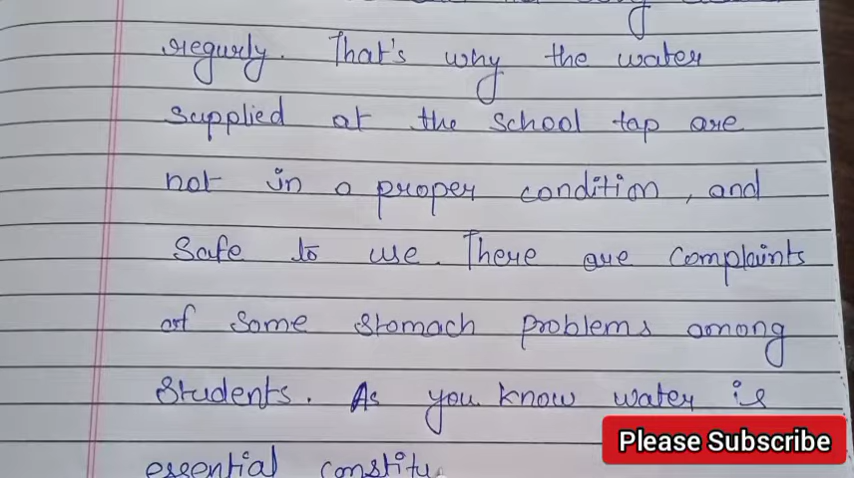 regurly. That's why the water
supplied at the school tap are
not in a proper condition, and
safe to use. There are complaints
of some stomach problems among
students. As you know water is
Please Subscribe
essential constitu